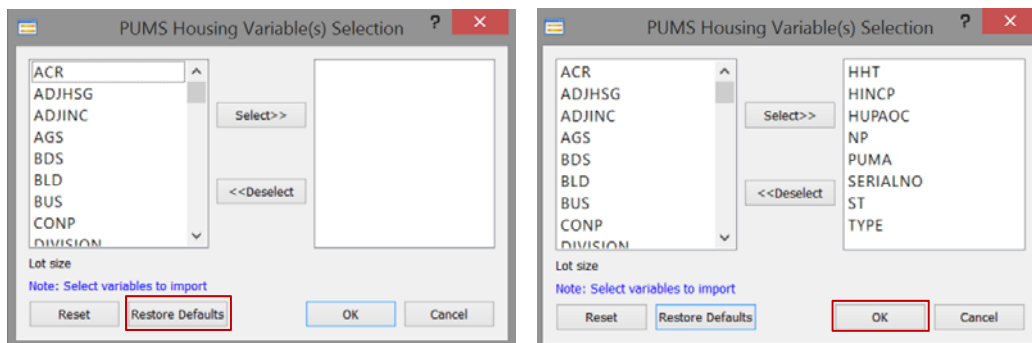 PUMS Housing Variable(s) Selection ? ×
ACR
ADJHSG
ADJINC
AGS
BDS
BLD
BUS
CONP
DIVISION
Select>>
<<Deselect
Lot size
Note: Select variables to import
Reset Restore Defaults OK Cancel
PUMS Housing Variable(s) Selection ? ×
ACR
ADJHSG
ADJINC
AGS
BDS
BLD
BUS
CONP
DIVISION
Select>>
<<Deselect
HHT
HINCP
HUPAOC
NP
PUMA
SERIALNO
ST
TYPE
Lot size
Note: Select variables to import
Reset Restore Defaults OK Cancel